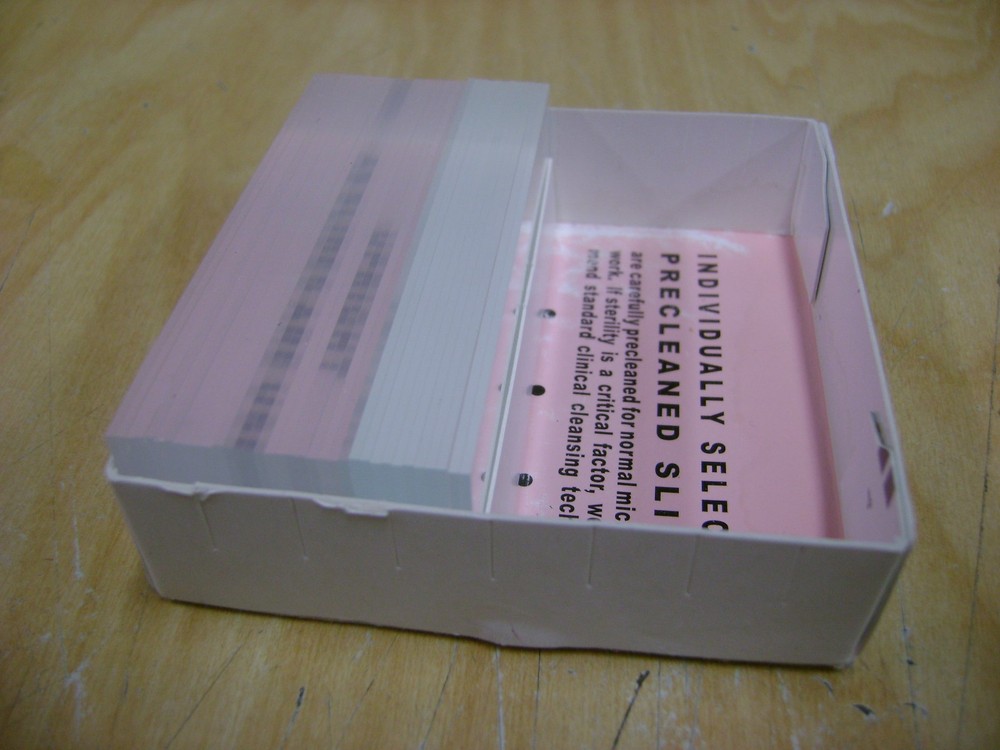 INDIVIDUALLY SELEC
PRECLEANED SLI
are carefully precleaned for normal mic
work. If sterility is a critical factor, we
mend standard clinical cleansing tech